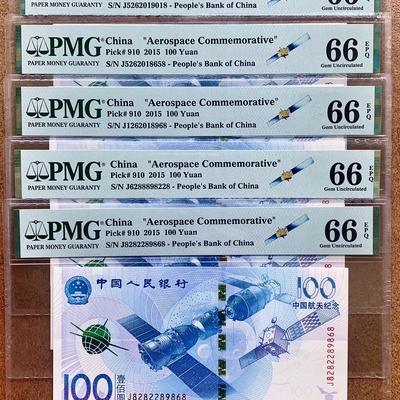 PAPER MONEY GUARANTY
S/N J5262019018 - People's Bank of China
Gem Uncirculated
PMG
PAPER MONEY GUARANTY
China "Aerospace Commemorative"
Pick# 910 2015 100 Yuan
S/N J5262018658 - People's Bank of China
66 EPQ
Gem Uncirculated
PMG
PAPER MONEY GUARANTY
China "Aerospace Commemorative"
Pick# 910 2015 100 Yuan
S/N J1262018968 - People's Bank of China
66 EPQ
Gem Uncirculated
PMG
PAPER MONEY GUARANTY
China "Aerospace Commemorative"
Pick# 910 2015 100 Yuan
S/N J6288898228 - People's Bank of China
66 EPQ
Gem Uncirculated
PMG
PAPER MONEY GUARANTY
China "Aerospace Commemorative"
Pick# 910 2015 100 Yuan
S/N J8282289868 - People's Bank of China
66 EPQ
Gem Uncirculated
中国人民银行
100
中国航天纪念
J8282289868
100 壹佰圆
J8282289868